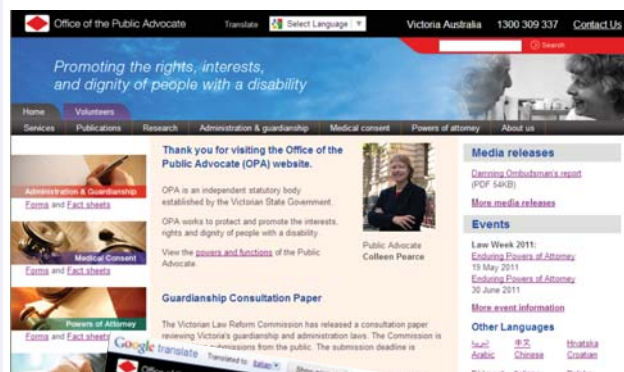 Office of the Public Advocate
Translate
Select Language
Victoria Australia 1300 309 337 Contact Us
Search
Promoting the rights, interests,
and dignity of people with a disability
Home Volunteers
Services Publications Research Administration & guardianship Medical consent Powers of attorney About us
Administration & Guardianship
Forms and Fact sheets
Medical Consent
Forms and Fact sheets
Powers of Attorney
Forms and Fact sheets
Thank you for visiting the Office of the
Public Advocate (OPA) website.
OPA is an independent statutory body
established by the Victorian State Government.
OPA works to protect and promote the interests,
rights and dignity of people with a disability.
View the powers and functions of the Public
Advocate.
Public Advocate
Colleen Pearce
Guardianship Consultation Paper
The Victorian Law Reform Commission has released a consultation paper
reviewing Victoria's guardianship and administration laws. The Commission is
submissions from the public. The submission deadline is
Google translate Translated to: Italian
Media releases
Damning Ombudsman's report
(PDF 54KB)
More media releases
Events
Law Week 2011:
Enduring Powers of Attorney
19 May 2011
Enduring Powers of Attorney
30 June 2011
More event information
Other Languages
中文 Hrvatska
Arabic Chinese Croatian